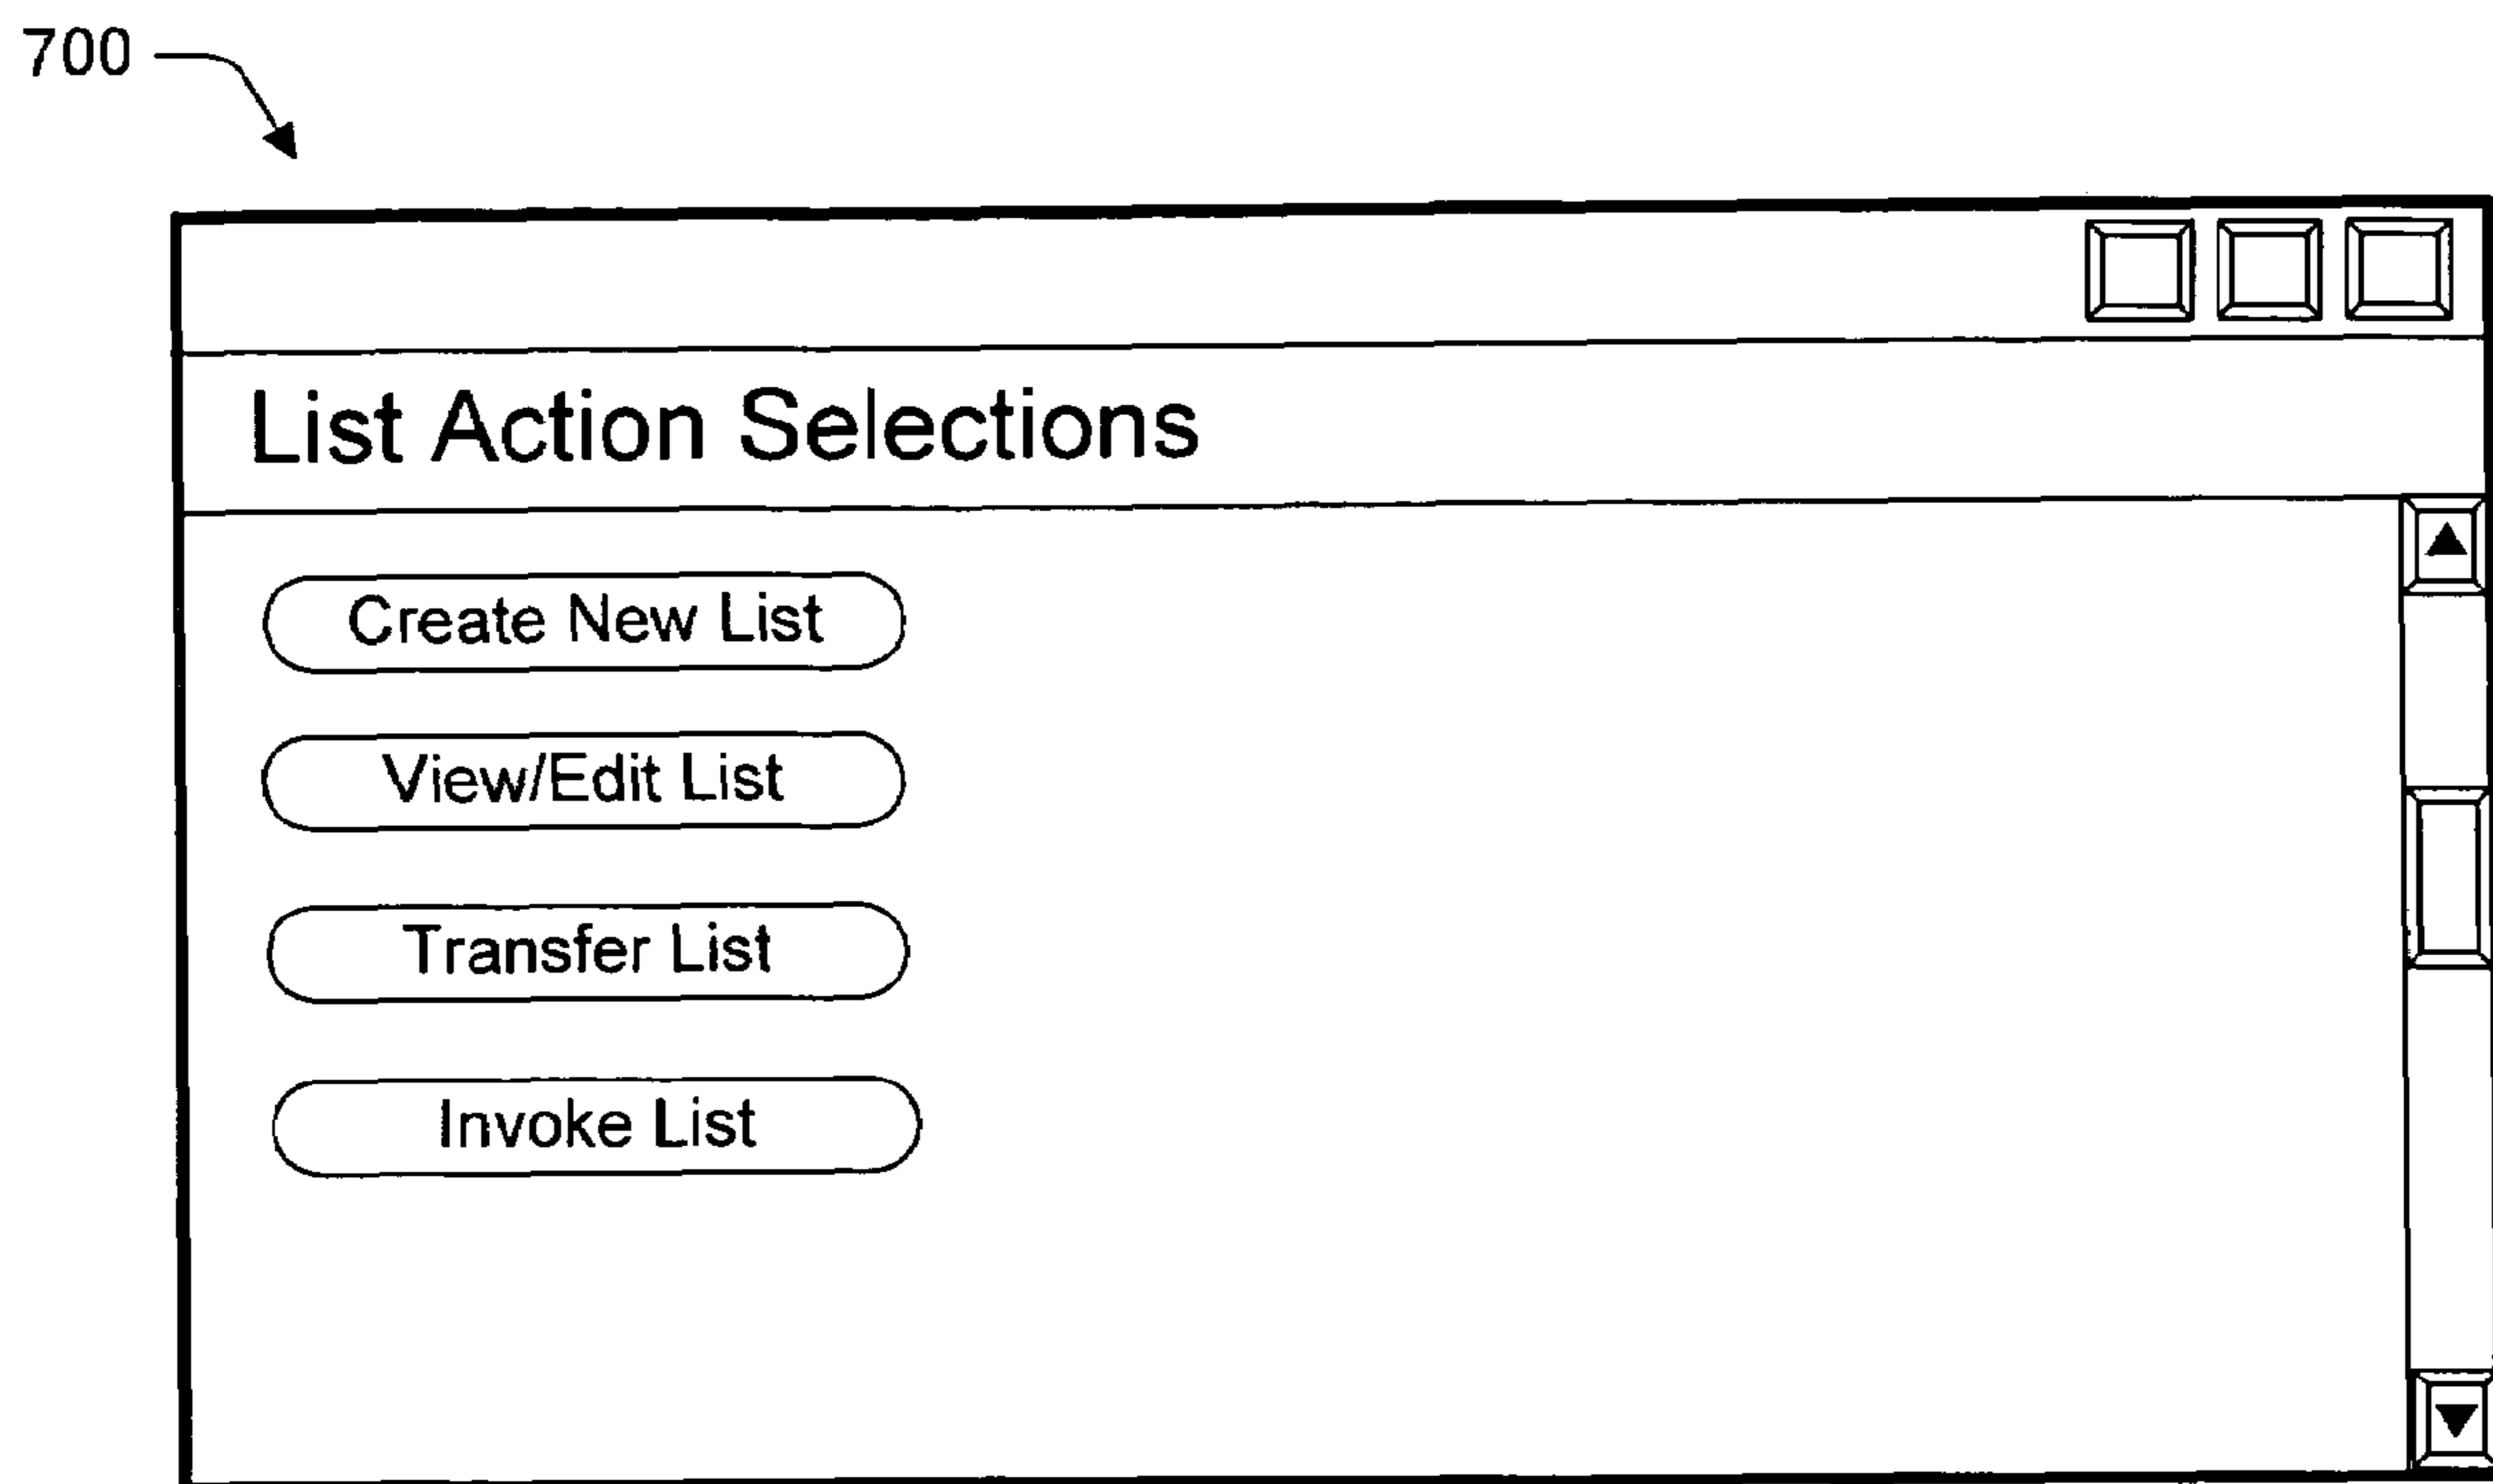 700
List Action Selections
Create New List
View/Edit List
Transfer List
Invoke List